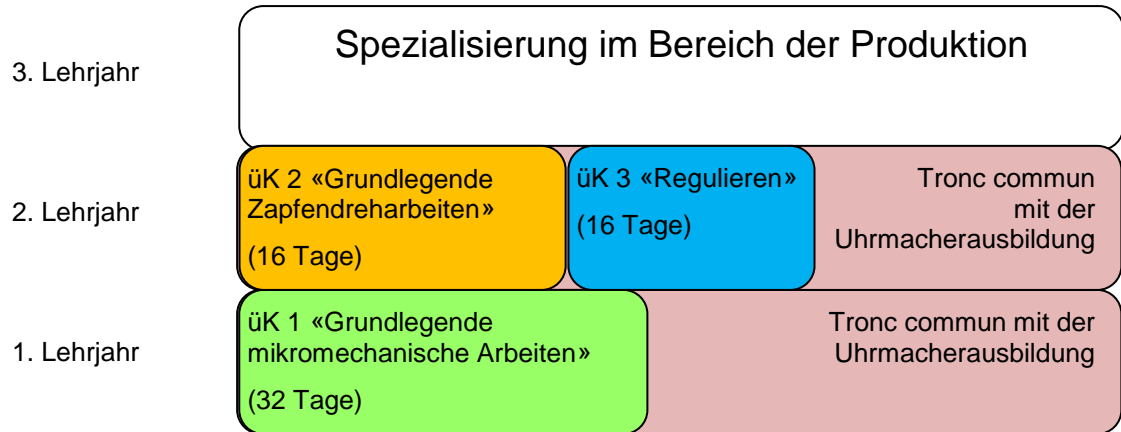 Spezialisierung im Bereich der Produktion
3. Lehrjahr
üK 2 «Grundlegende
Zapfendreharbeiten»
(16 Tage)
üK 3 «Regulieren»
(16 Tage)
Tronc commun
mit der
Uhrmacherausbildung
2. Lehrjahr
üK 1 «Grundlegende
mikromechanische Arbeiten»
(32 Tage)
Tronc commun mit der
Uhrmacherausbildung
1. Lehrjahr